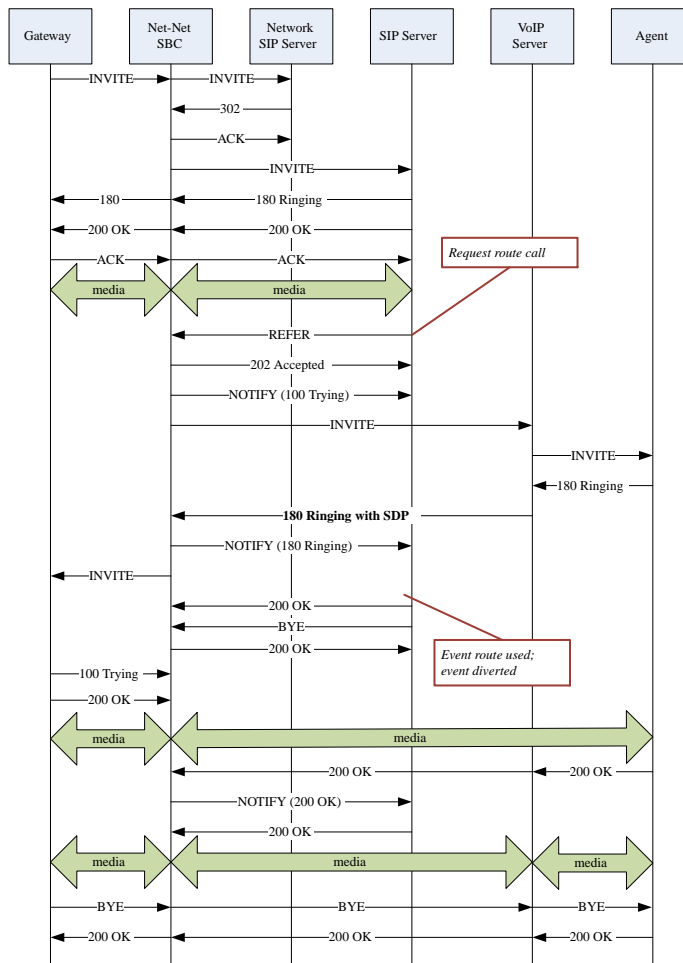 Gateway
Net-Net
SBC
Network
SIP Server
SIP Server
VoIP
Server
Agent
INVITE
INVITE
302
ACK
INVITE
180
180 Ringing
200 OK
200 OK
ACK
ACK
Request route call
media
media
REFER
202 Accepted
NOTIFY (100 Trying)
INVITE
INVITE
180 Ringing
180 Ringing with SDP
NOTIFY (180 Ringing)
INVITE
200 OK
BYE
200 OK
Event route used;
event diverted
100 Trying
200 OK
media
media
200 OK
200 OK
NOTIFY (200 OK)
200 OK
media
media
media
BYE
BYE
BYE
200 OK
200 OK
200 OK